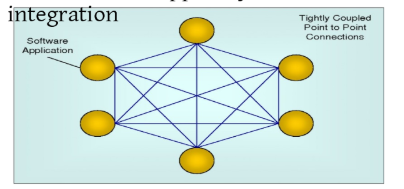 integration
Tightly Coupled
Point to Point
Connections
Software
Application